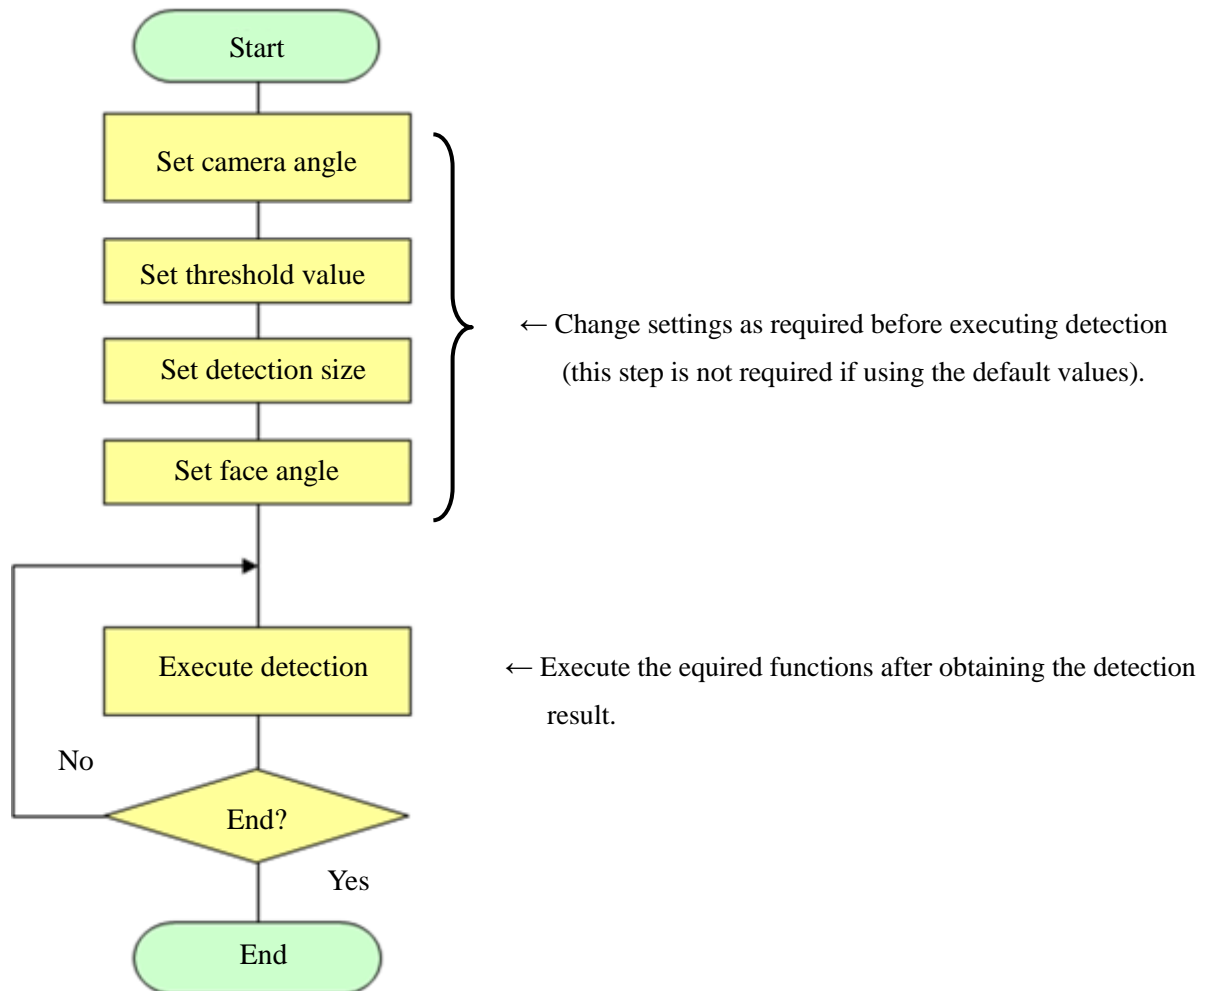 Start
Set camera angle
Set threshold value
Set detection size
← Change settings as required before executing detection
(this step is not required if using the default values).
Set face angle
Execute detection
← Execute the equired functions after obtaining the detection
result.
No
End?
Yes
End